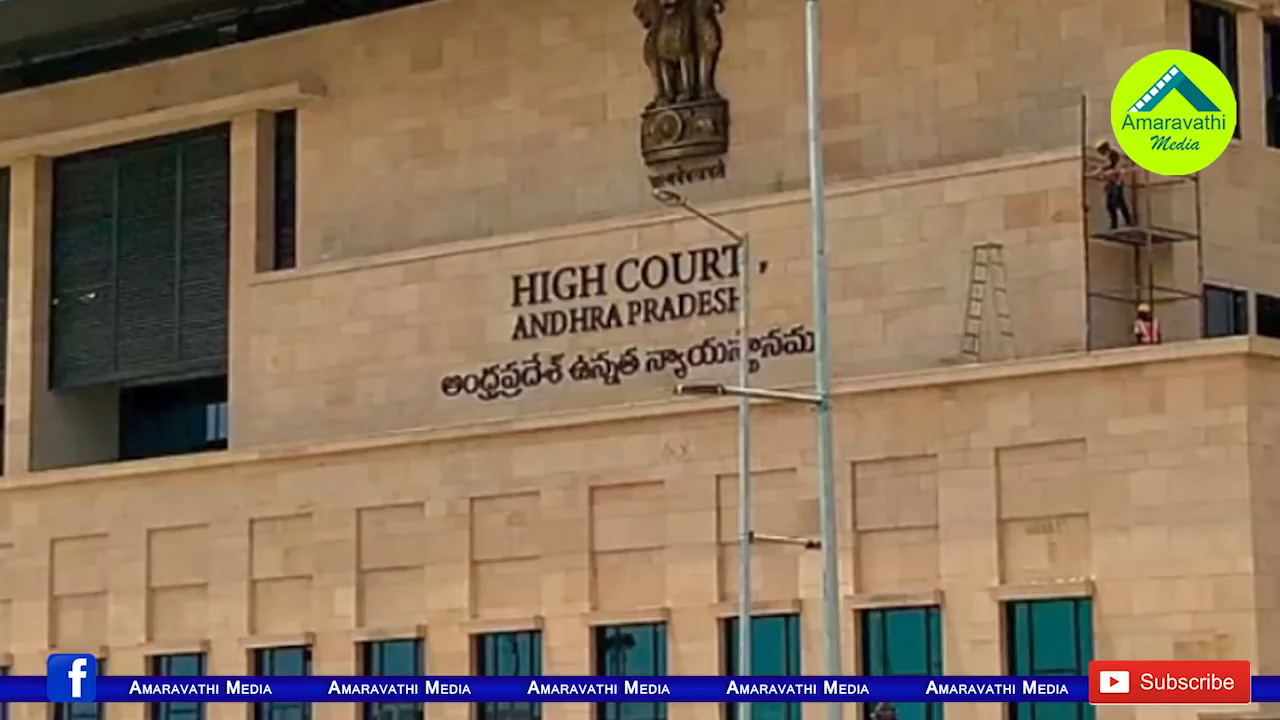 Amaravathi
Media
HIGH COURT,
ANDHRA PRADESH
ఆంధ్రప్రదేశ్ ఉన్నత న్యాయస్థానము
f
AMARAVATHI MEDIA AMARAVATHI MEDIA AMARAVATHI MEDIA AMARAVATHI MEDIA AMARAVATHI MEDIA
Subscribe